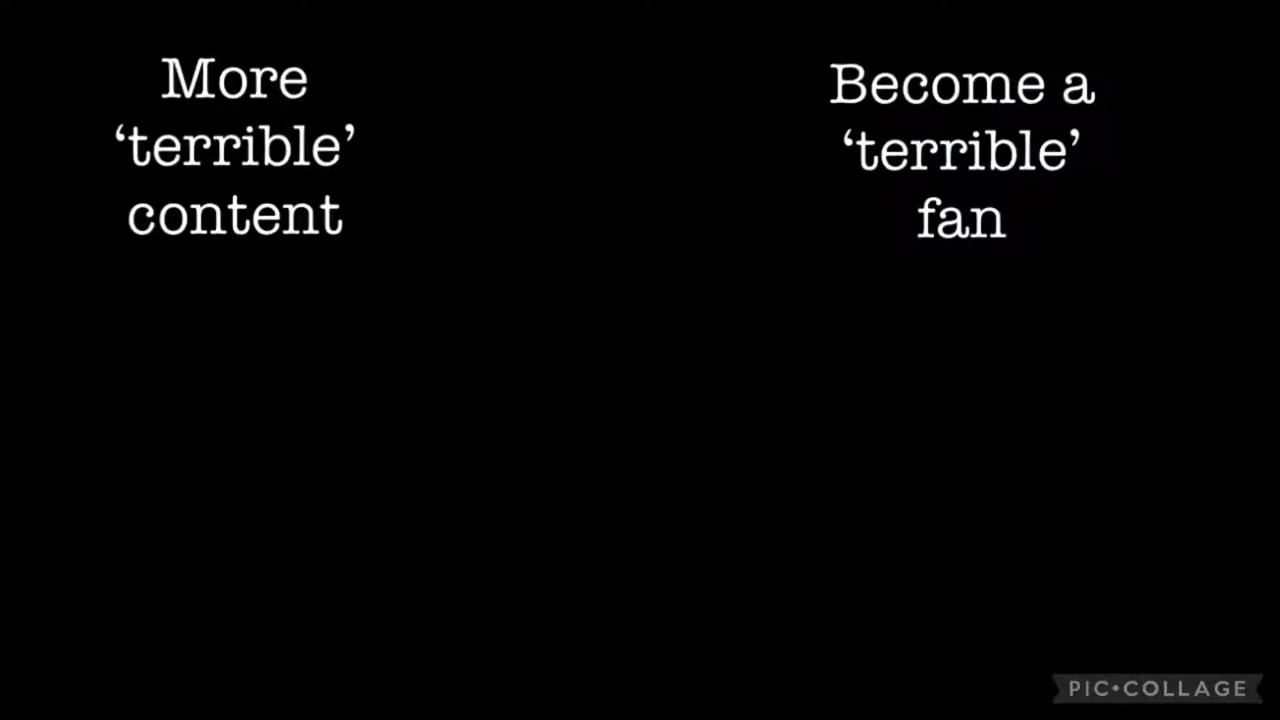 More
‘terrible’
content
Become a
‘terrible’
fan
PIC•COLLAGE